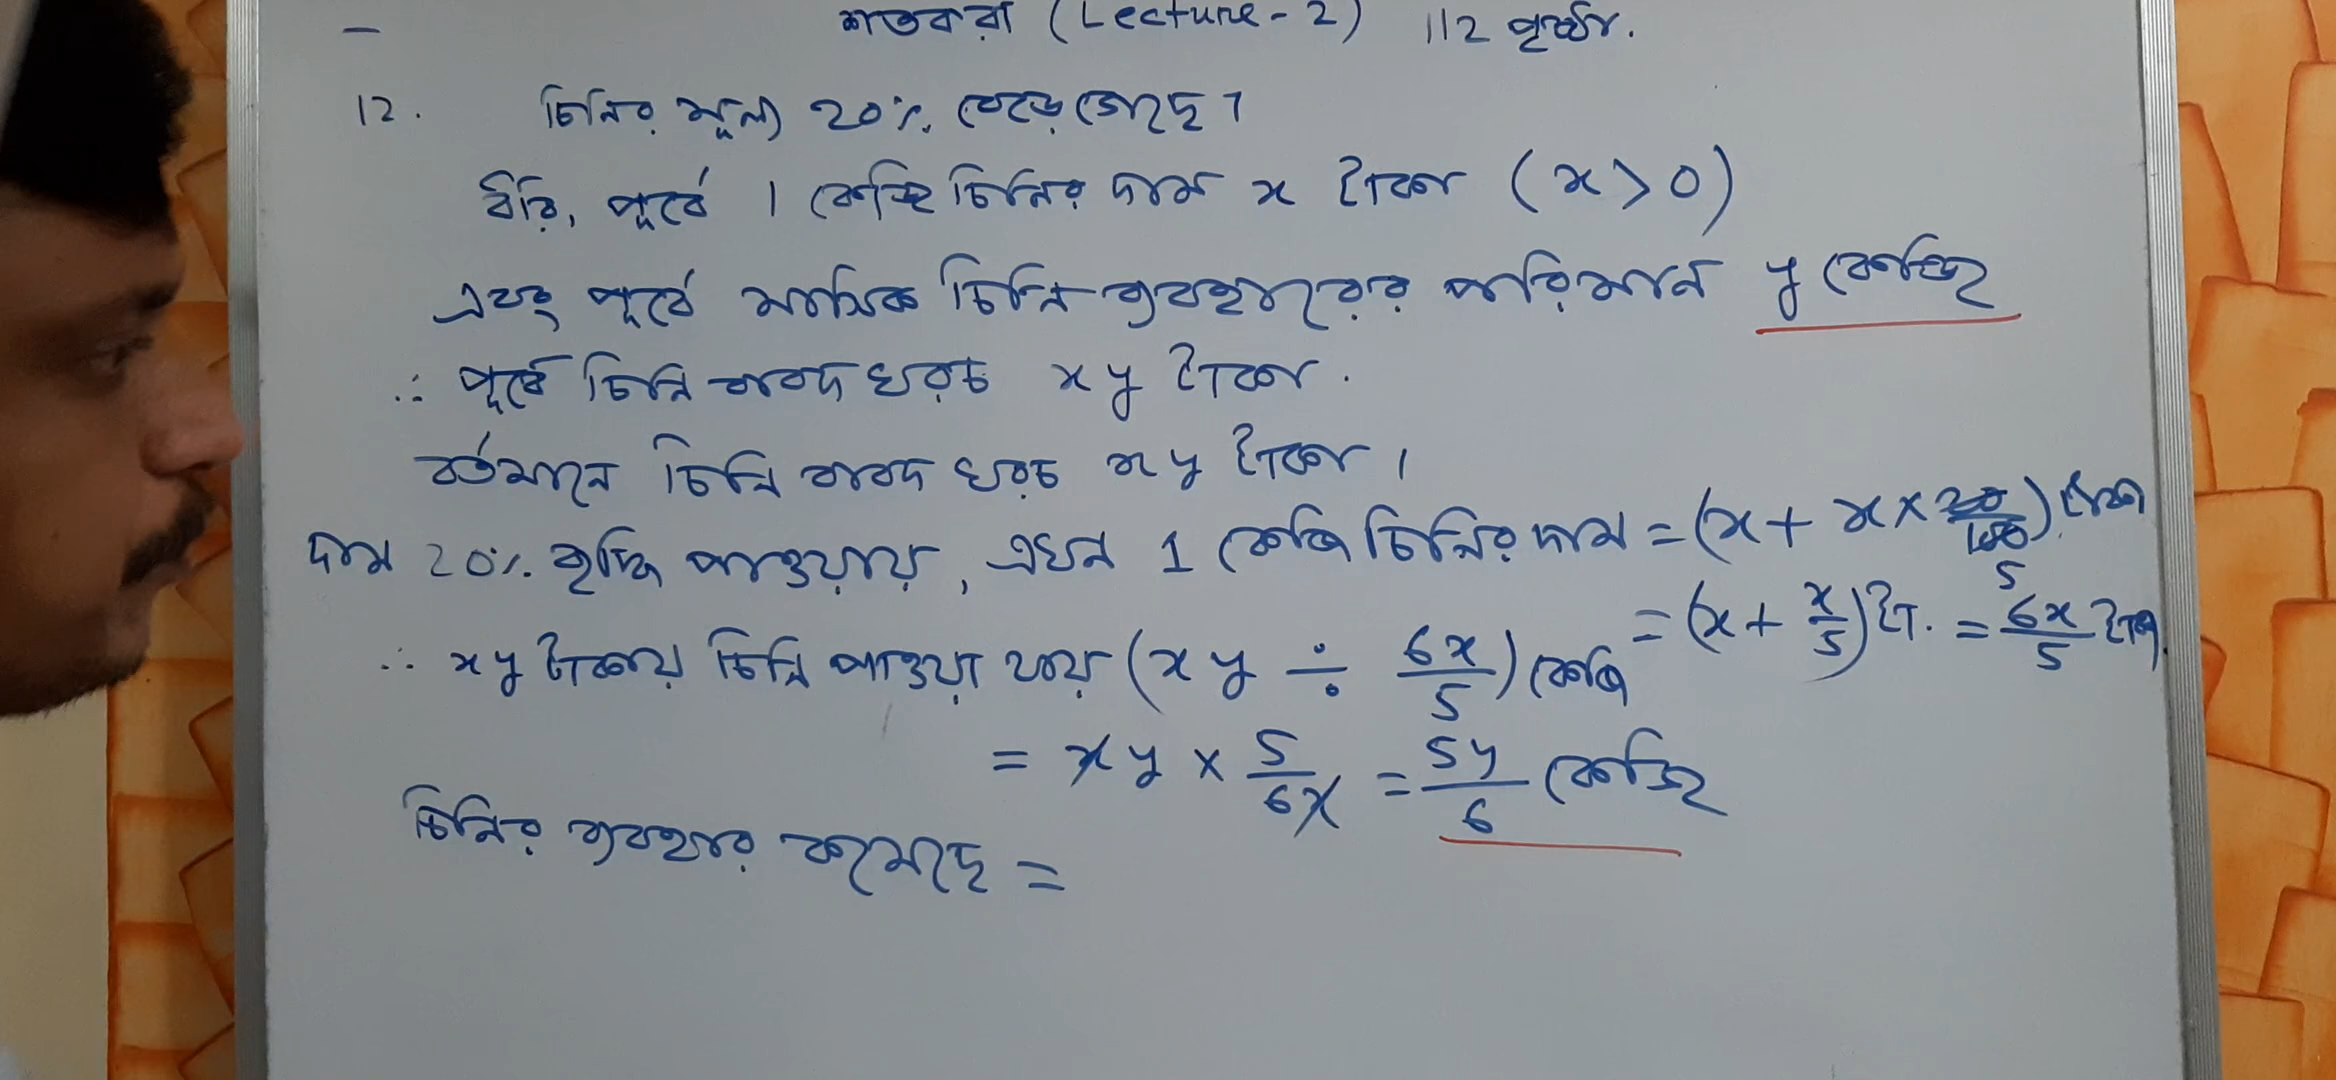 শতকরা (Lecture - 2) 112 পৃষ্ঠা.
12. চিনির মূল্য 20%. বেড়ে গেছে।
ধরি, পূর্বে 1 কেজি চিনির দাম x টাকা (x > 0)
এবং পূর্বে মাসিক চিনি ব্যবহারের পরিমান y কেজি
∴ পূর্বে চিনি বাবদ খরচ xy টাকা.
বর্তমানে চিনি বাবদ খরচ xy টাকা।
দাম 20%. বৃদ্ধি পাওয়ায়, এখন 1 কেজি চিনির দাম = (x + x × 20/100) টাকা
5
= (x + x/5) টা. = 6x/5 টাকা.
∴ xy টাকায় চিনি পাওয়া যায় (xy ÷ 6x/5) কেজি
= xy × 5/6x = 5y/6 কেজি
চিনির ব্যবহার কমেছে =